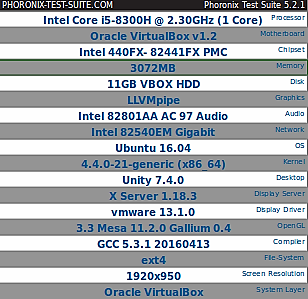 PHORONIX-TEST-SUITE.COM Phoronix Test Suite 5.2.1
Intel Core i5-8300H @ 2.30GHz (1 Core) Processor
Oracle VirtualBox v1.2 Motherboard
Intel 440FX- 82441FX PMC Chipset
3072MB Memory
11GB VBOX HDD Disk
LLVMpipe Graphics
Intel 82801AA AC 97 Audio Audio
Intel 82540EM Gigabit Network
Ubuntu 16.04 OS
4.4.0-21-generic (x86_64) Kernel
Unity 7.4.0 Desktop
X Server 1.18.3 Display Server
vmware 13.1.0 Display Driver
3.3 Mesa 11.2.0 Gallium 0.4 OpenGL
GCC 5.3.1 20160413 Compiler
ext4 File-System
1920x950 Screen Resolution
Oracle VirtualBox System Layer